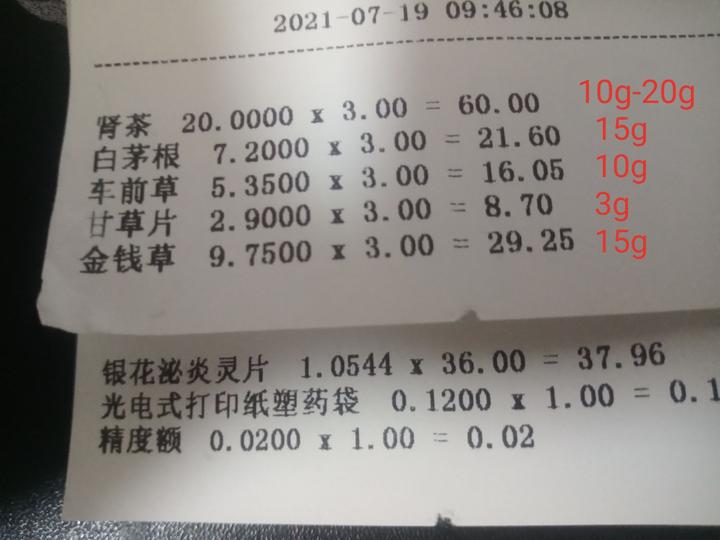 2021-07-19 09:46:08
肾茶 20.0000 x 3.00 = 60.00 10g-20g
白茅根 7.2000 x 3.00 = 21.60 15g
车前草 5.3500 x 3.00 = 16.05 10g
甘草片 2.9000 x 3.00 = 8.70 3g
金钱草 9.7500 x 3.00 = 29.25 15g
银花泌炎灵片 1.0544 x 36.00 = 37.96
光电式打印纸塑药袋 0.1200 x 1.00 = 0.1
精度额 0.0200 x 1.00 = 0.02